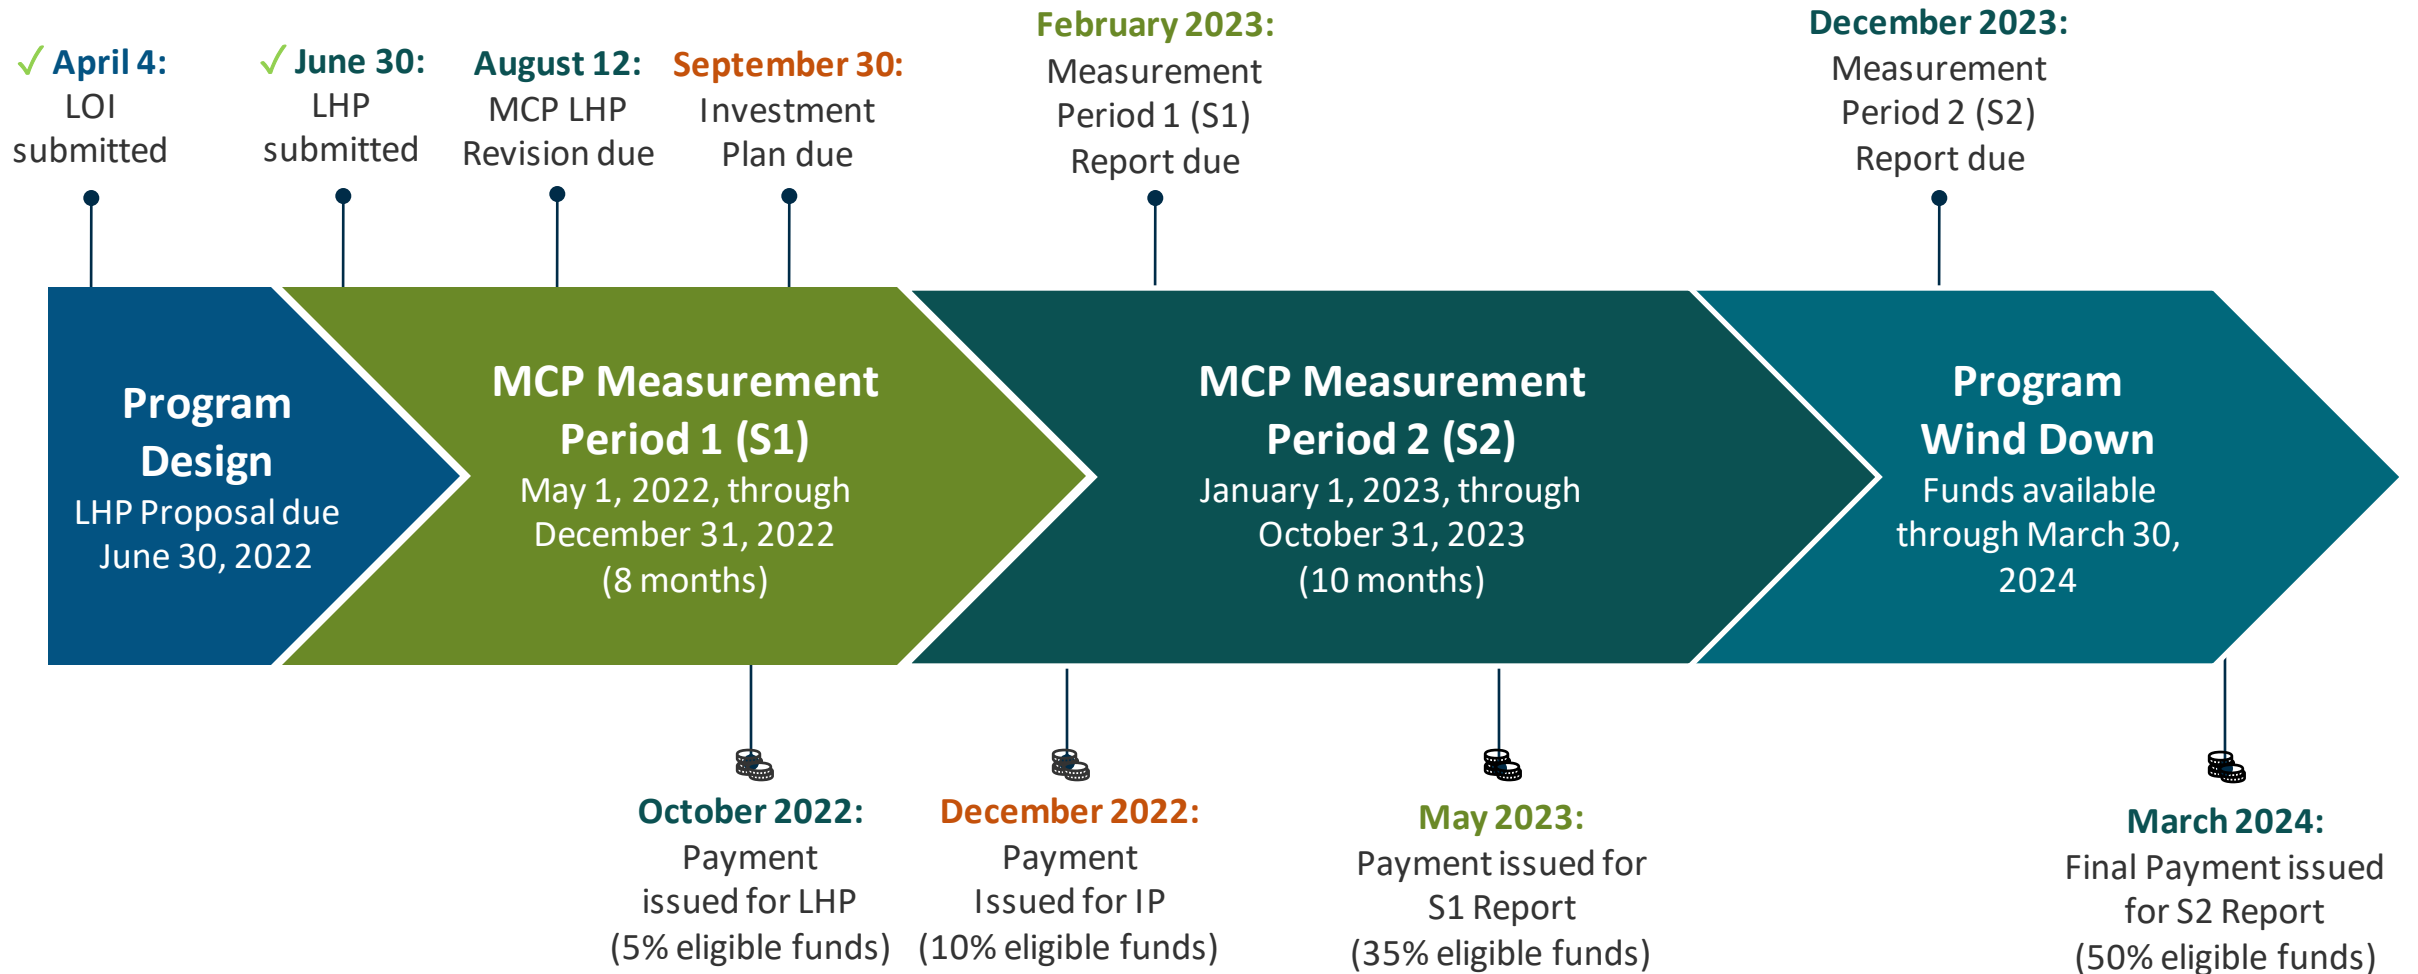 ✓ April 4:
LOI
submitted
✓ June 30:
LHP
submitted
August 12:
MCP LHP
Revision due
September 30:
Investment
Plan due
February 2023:
Measurement
Period 1 (S1)
Report due
December 2023:
Measurement
Period 2 (S2)
Report due
Program
Design
LHP Proposal due
June 30, 2022
MCP Measurement
Period 1 (S1)
May 1, 2022, through
December 31, 2022
(8 months)
MCP Measurement
Period 2 (S2)
January 1, 2023, through
October 31, 2023
(10 months)
Program
Wind Down
Funds available
through March 30,
2024
October 2022:
Payment
issued for LHP
(5% eligible funds)
December 2022:
Payment
Issued for IP
(10% eligible funds)
May 2023:
Payment issued for
S1 Report
(35% eligible funds)
March 2024:
Final Payment issued
for S2 Report
(50% eligible funds)